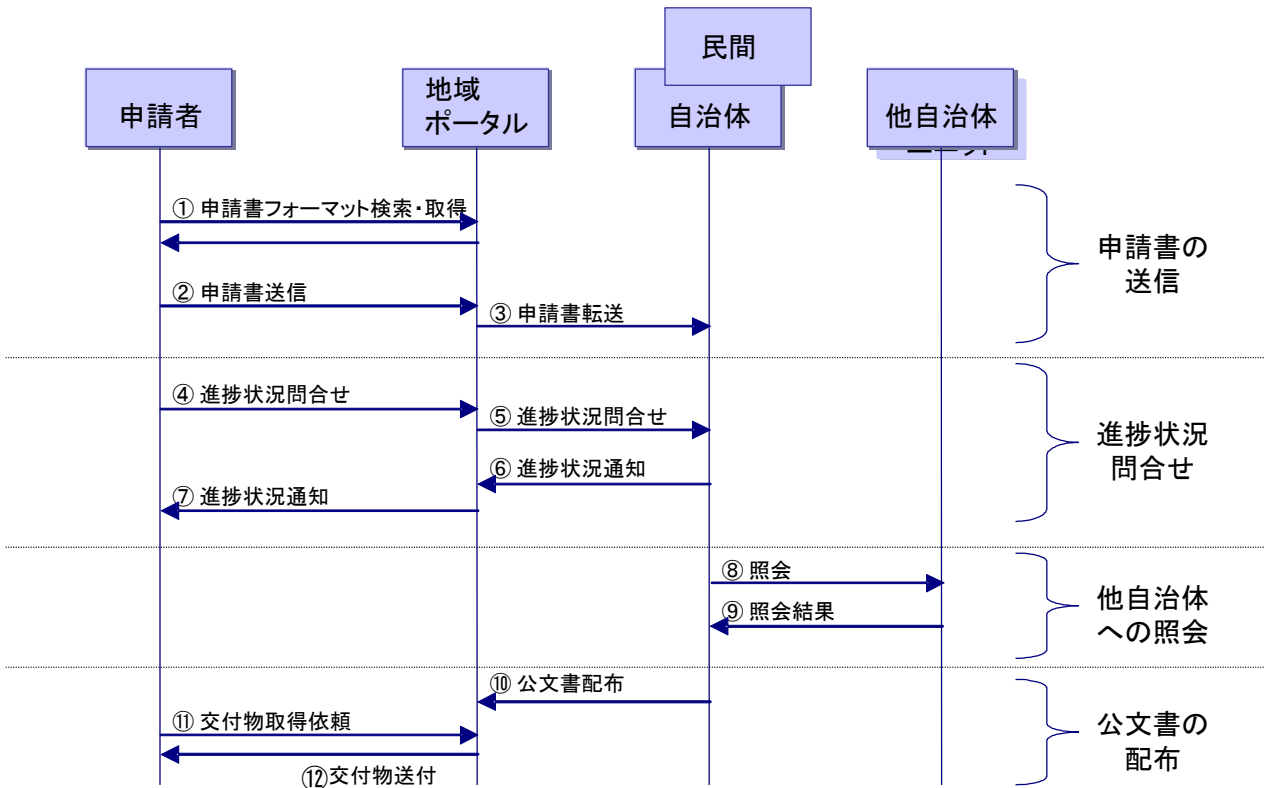 民間
申請者
地域
ポータル
自治体
他自治体
① 申請書フォーマット検索・取得
② 申請書送信
③ 申請書転送
申請書の
送信
④ 進捗状況問合せ
⑤ 進捗状況問合せ
⑥ 進捗状況通知
⑦ 進捗状況通知
進捗状況
問合せ
⑧ 照会
⑨ 照会結果
他自治体
への照会
⑩ 公文書配布
⑪ 交付物取得依頼
⑫交付物送付
公文書の
配布